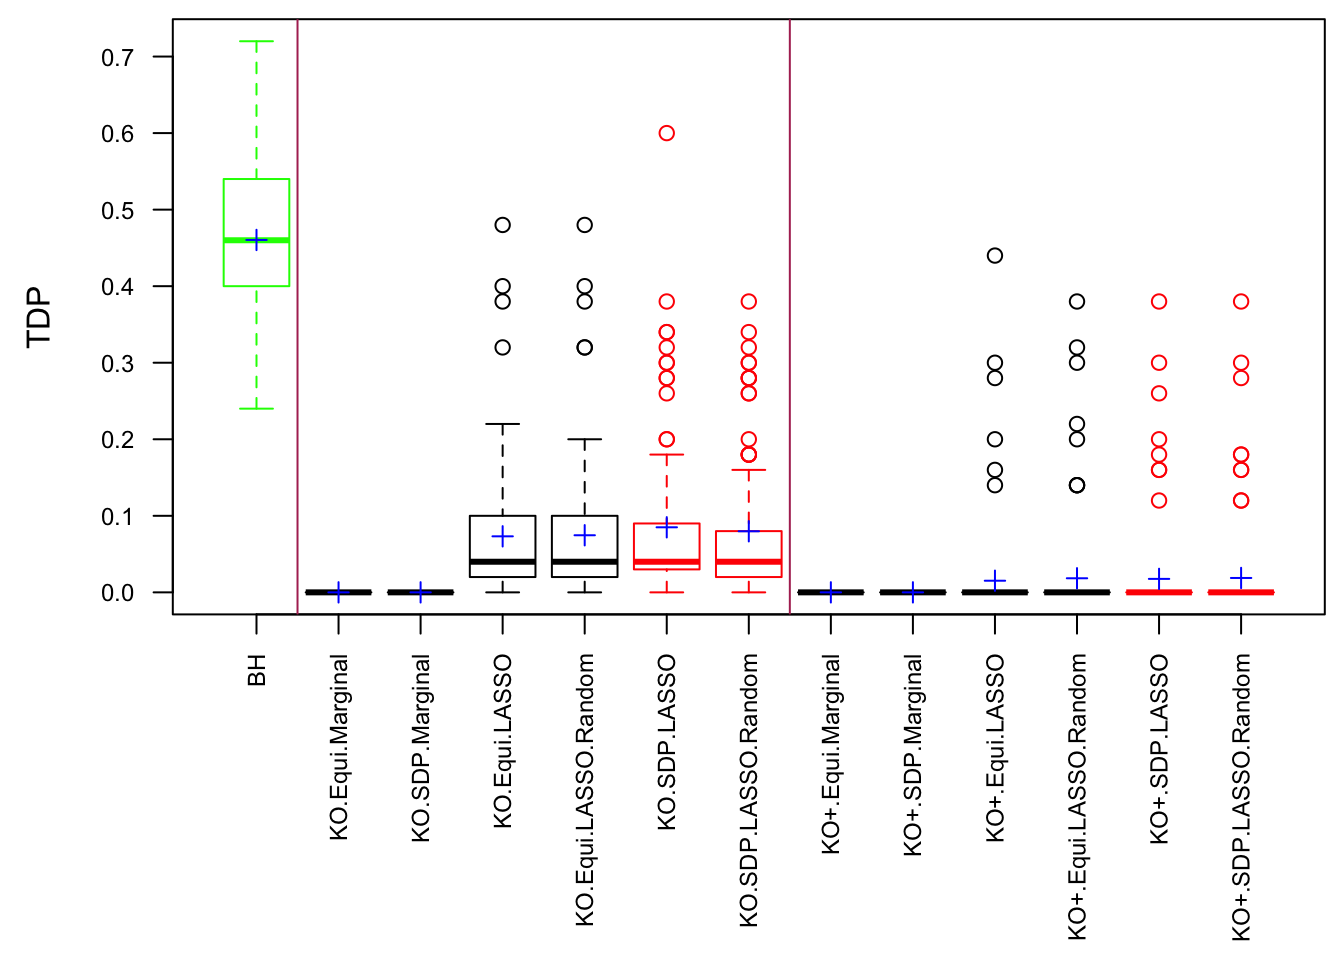 TDP
0.7
0.6
0.5
0.4
0.3
0.2
0.1
0.0
BH
KO.Equi.Marginal
KO.SDP.Marginal
KO.Equi.LASSO
KO.Equi.LASSO.Random
KO.SDP.LASSO
KO.SDP.LASSO.Random
KO+.Equi.Marginal
KO+.SDP.Marginal
KO+.Equi.LASSO
KO+.Equi.LASSO.Random
KO+.SDP.LASSO
KO+.SDP.LASSO.Random